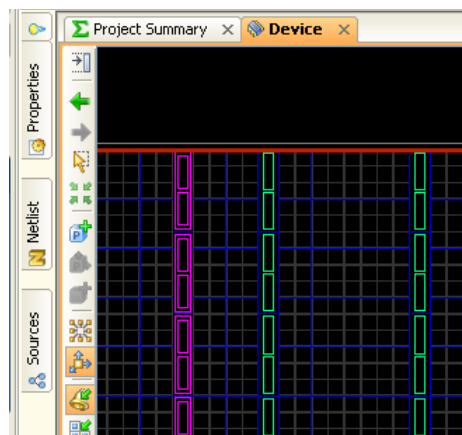 Project Summary
Device
Properties
Netlist
Sources